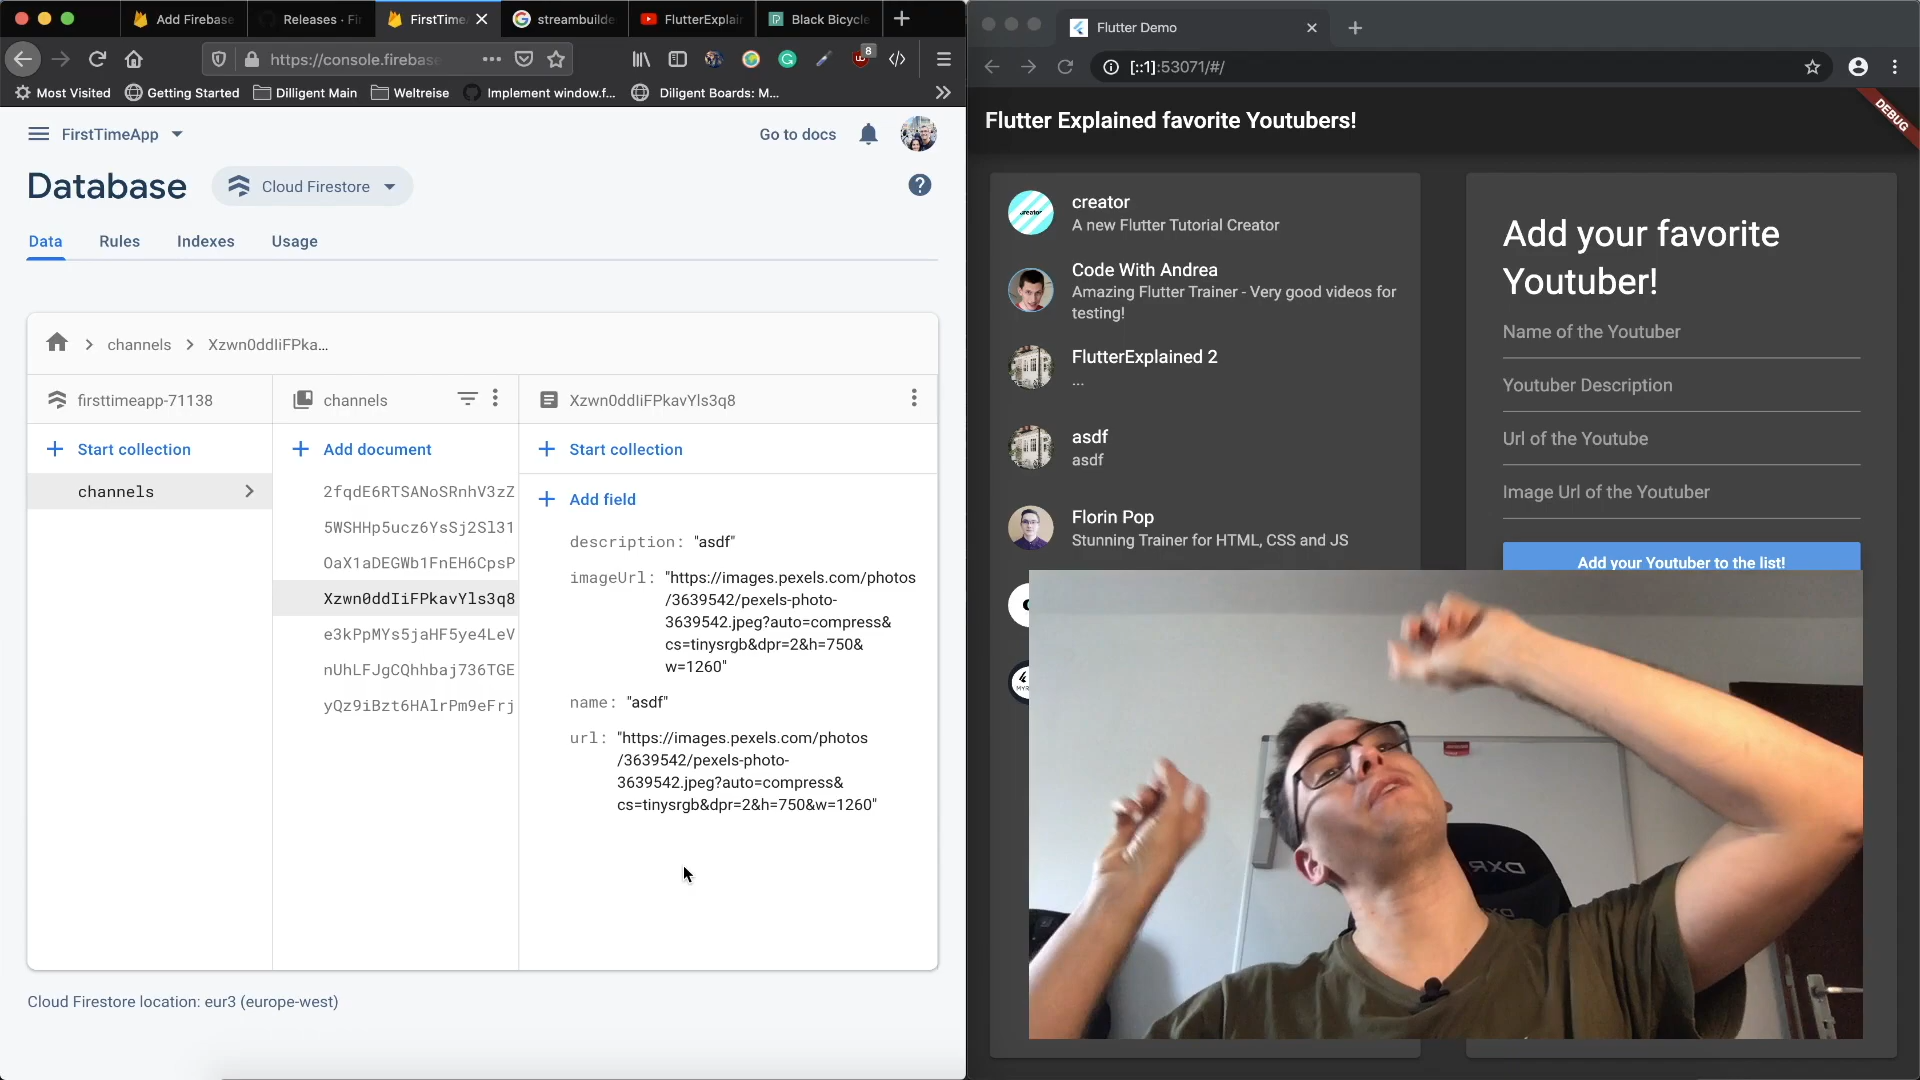 Add Firebase
Releases · Fi
FirstTime
streambuilde
FlutterExplain
Black Bicycle
https://console.firebase
8
Most Visited
Getting Started
Dilligent Main
Weltreise
Implement window.f...
Diligent Boards: M...
FirstTimeApp
Go to docs
Database
Cloud Firestore
Data
Rules
Indexes
Usage
channels
Xzwn0ddIiFPka...
firsttimeapp-71138
channels
Xzwn0ddIiFPkavYls3q8
Start collection
Add document
Start collection
channels
2fqdE6RTSANoSRnhV3zZ
5WSHHp5ucz6YsSj2Sl31
OaX1aDEGWb1FnEH6CpsP
Xzwn0ddIiFPkavYls3q8
e3kPpMYs5jaHF5ye4LeV
nUhLFJgCQhhbaj736TGE
yQz9iBzt6HAlrPm9eFrj
Add field
description: "asdf"
imageUrl: "https://images.pexels.com/photos
/3639542/pexels-photo-
3639542.jpeg?auto=compress&
cs=tinysrgb&dpr=2&h=750&
w=1260"
name: "asdf"
url: "https://images.pexels.com/photos
/3639542/pexels-photo-
3639542.jpeg?auto=compress&
cs=tinysrgb&dpr=2&h=750&w=1260"
Cloud Firestore location: eur3 (europe-west)
Flutter Demo
[::1]:53071/#/
Flutter Explained favorite Youtubers!
DEBUG
creator
creator
A new Flutter Tutorial Creator
Code With Andrea
Amazing Flutter Trainer - Very good videos for
testing!
FlutterExplained 2
...
asdf
asdf
Florin Pop
Stunning Trainer for HTML, CSS and JS
Add your favorite
Youtuber!
Name of the Youtuber
Youtuber Description
Url of the Youtube
Image Url of the Youtuber
Add your Youtuber to the list!
DXR